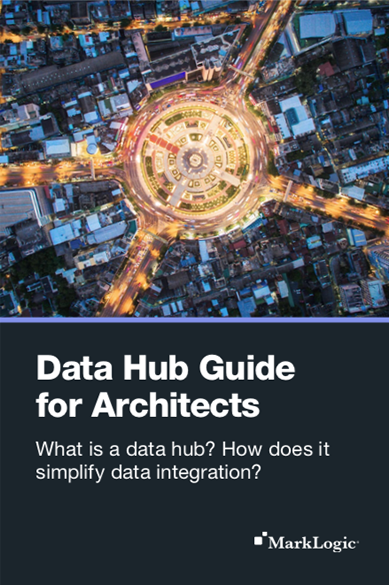 Data Hub Guide
for Architects
What is a data hub? How does it
simplify data integration?
MarkLogic